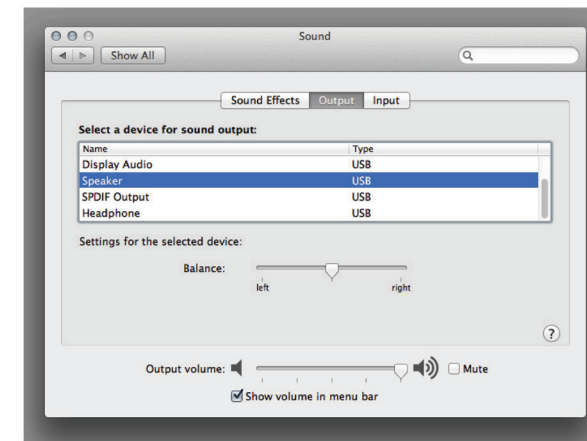 Sound
Show All
Sound Effects Output Input
Select a device for sound output:
Name Type
Display Audio USB
Speaker USB
SPDIF Output USB
Headphone USB
Settings for the selected device:
Balance:
left right
?
Output volume: Mute
Show volume in menu bar